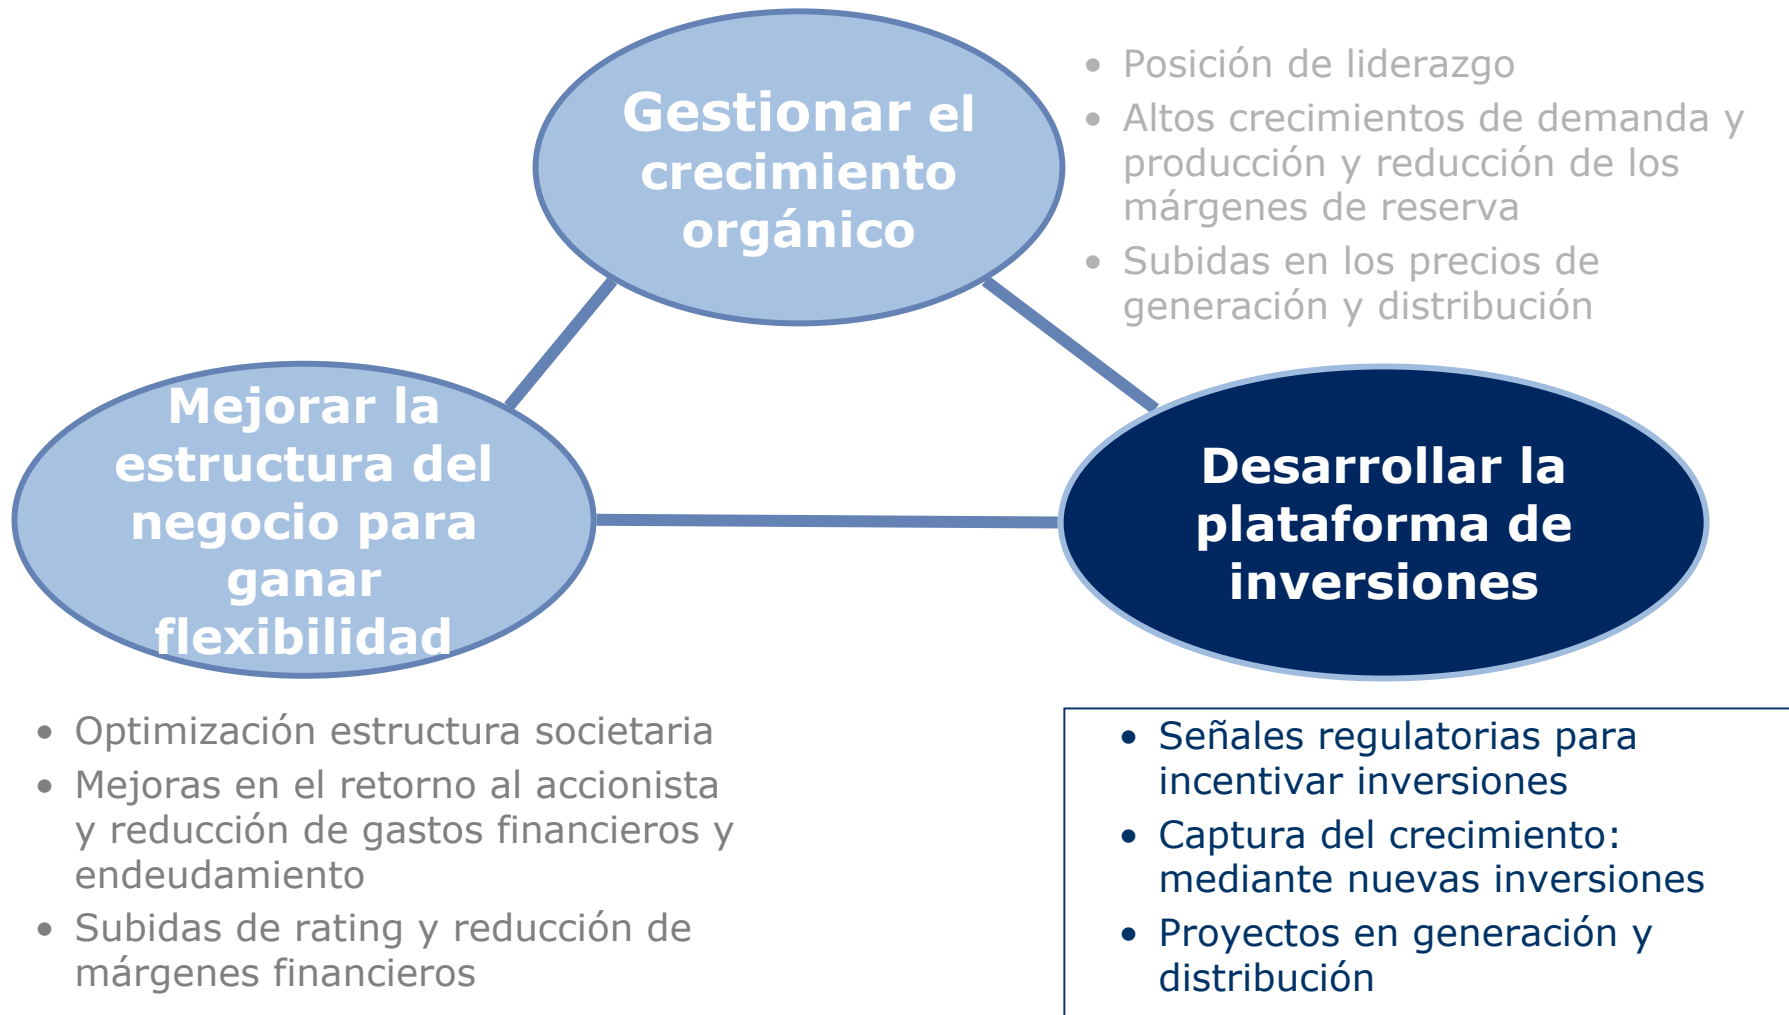 Gestionar el
crecimiento
orgánico
• Posición de liderazgo
• Altos crecimientos de demanda y
producción y reducción de los
márgenes de reserva
• Subidas en los precios de
generación y distribución
Mejorar la
estructura del
negocio para
ganar
flexibilidad
Desarrollar la
plataforma de
inversiones
• Optimización estructura societaria
• Mejoras en el retorno al accionista
y reducción de gastos financieros y
endeudamiento
• Subidas de rating y reducción de
márgenes financieros
• Señales regulatorias para
incentivar inversiones
• Captura del crecimiento:
mediante nuevas inversiones
• Proyectos en generación y
distribución